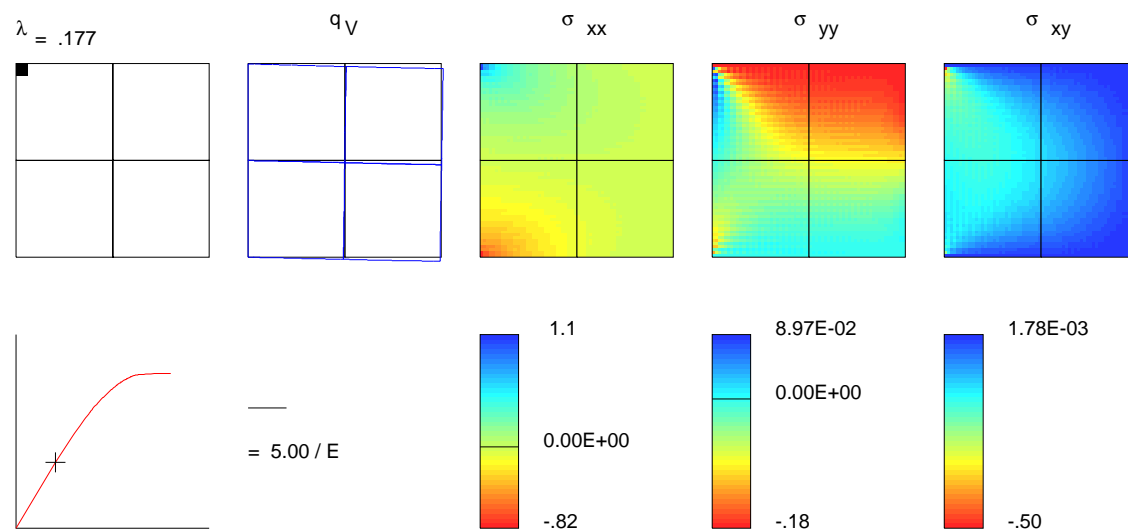 λ = .177
q V
σ xx
σ yy
σ xy
1.1
8.97E-02
1.78E-03
0.00E+00
0.00E+00
= 5.00 / E
-.82
-.18
-.50